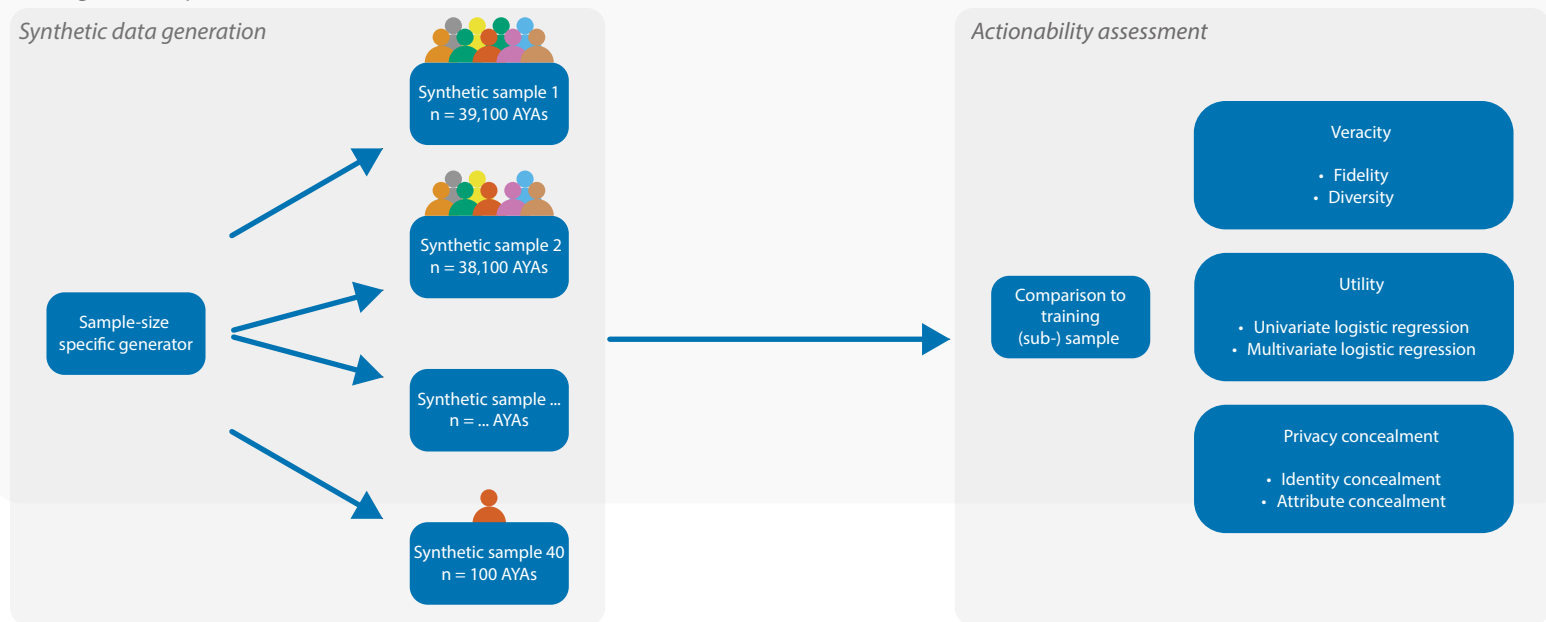 Synthetic data generation
Synthetic sample 1
n = 39,100 AYAs
Synthetic sample 2
n = 38,100 AYAs
Sample-size
specific generator
Synthetic sample ...
n = ... AYAs
Synthetic sample 40
n = 100 AYAs
Actionability assessment
Comparison to
training
(sub-) sample
Veracity
• Fidelity
• Diversity
Utility
• Univariate logistic regression
• Multivariate logistic regression
Privacy concealment
• Identity concealment
• Attribute concealment